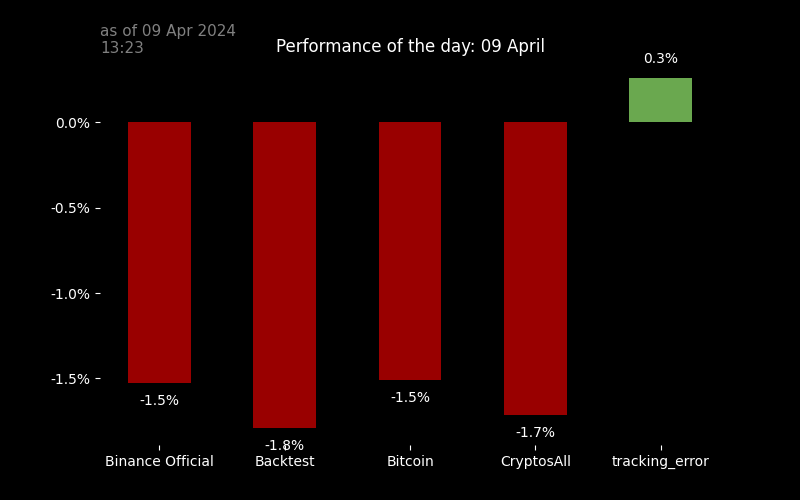 as of 09 Apr 2024
13:23
Performance of the day: 09 April
0.3%
0.0%
-0.5%
-1.0%
-1.5%
-1.5%
-1.8%
-1.5%
-1.7%
Binance Official
Backtest
Bitcoin
CryptosAll
tracking_error